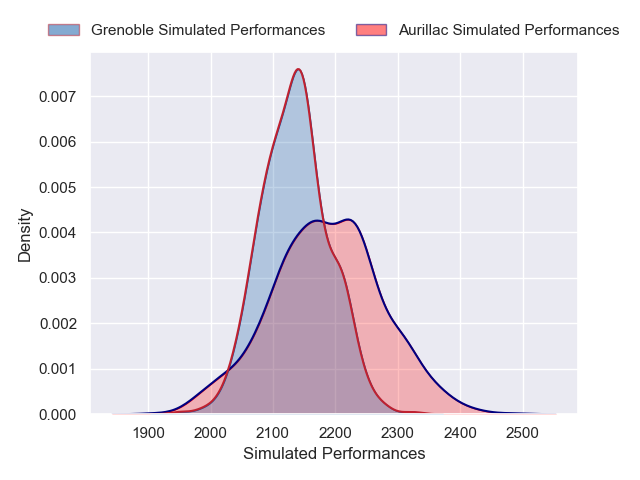 Grenoble Simulated Performances
Aurillac Simulated Performances
0.007
0.006
0.005
0.004
0.003
0.002
0.001
0.000
Density
1900 2000 2100 2200 2300 2400 2500
Simulated Performances